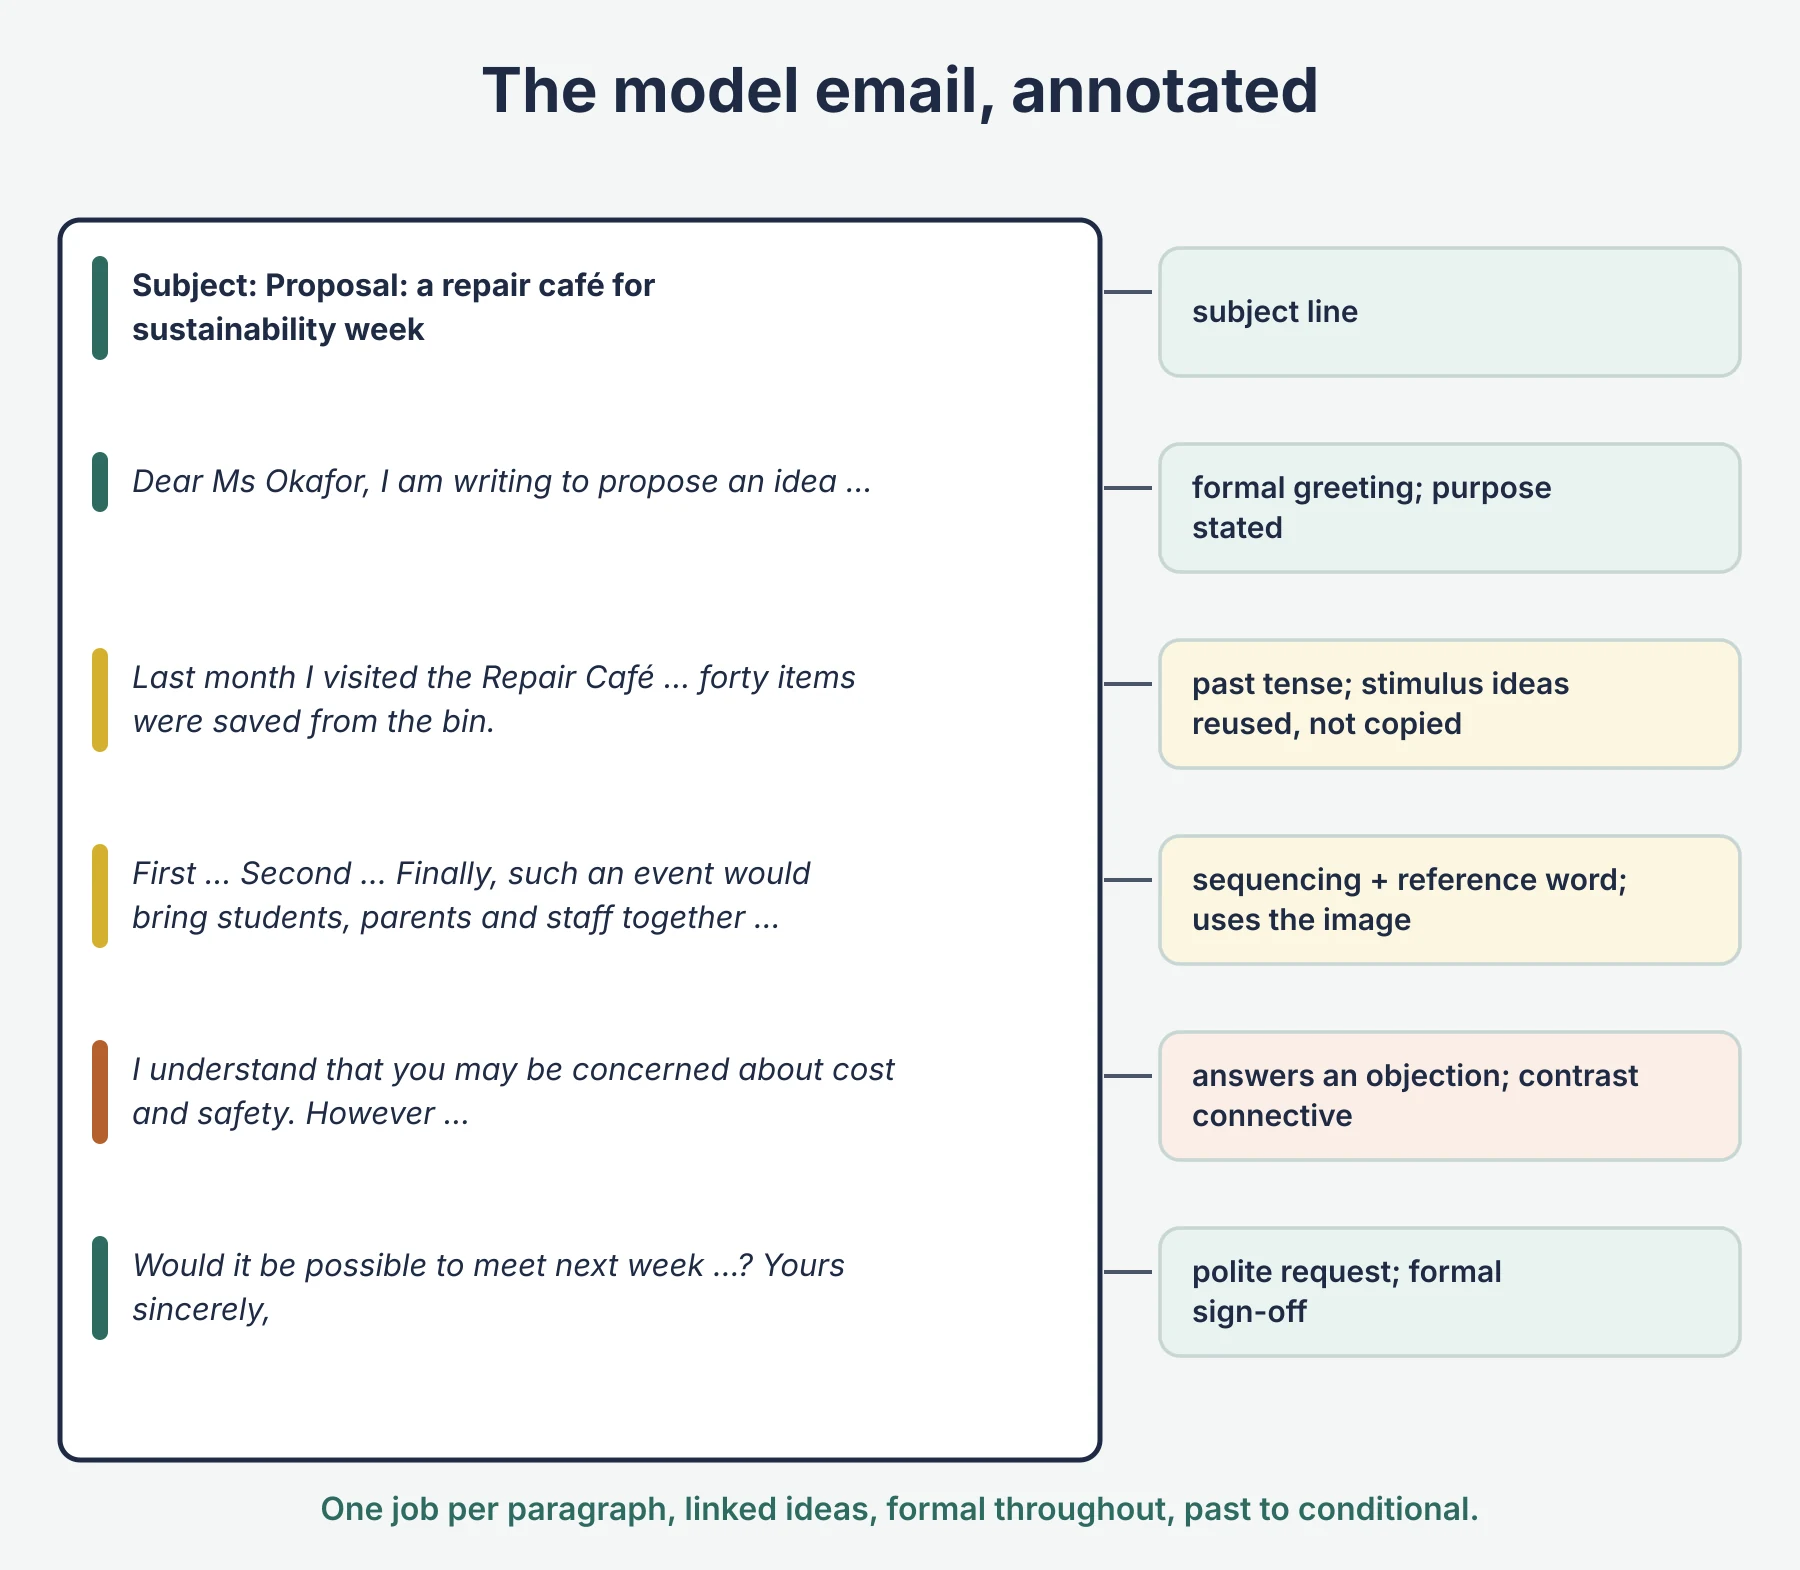 The model email, annotated
Subject: Proposal: a repair café for
sustainability week
subject line
Dear Ms Okafor, I am writing to propose an idea ...
formal greeting; purpose
stated
Last month I visited the Repair Café ... forty items
were saved from the bin.
past tense; stimulus ideas
reused, not copied
First ... Second ... Finally, such an event would
bring students, parents and staff together ...
sequencing + reference word;
uses the image
I understand that you may be concerned about cost
and safety. However ...
answers an objection; contrast
connective
Would it be possible to meet next week ...? Yours
sincerely,
polite request; formal
sign-off
One job per paragraph, linked ideas, formal throughout, past to conditional.